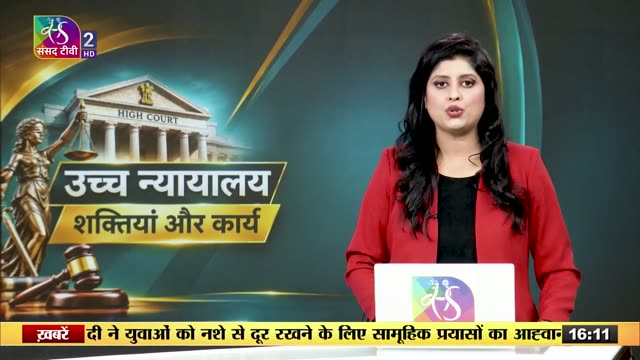 संसद टीवी
2
HD
HIGH COURT
उच्च न्यायालय
शक्तियां और कार्य
ख़बरें
दी ने युवाओं को नशे से दूर रखने के लिए सामूहिक प्रयासों का आह्वान
16:11